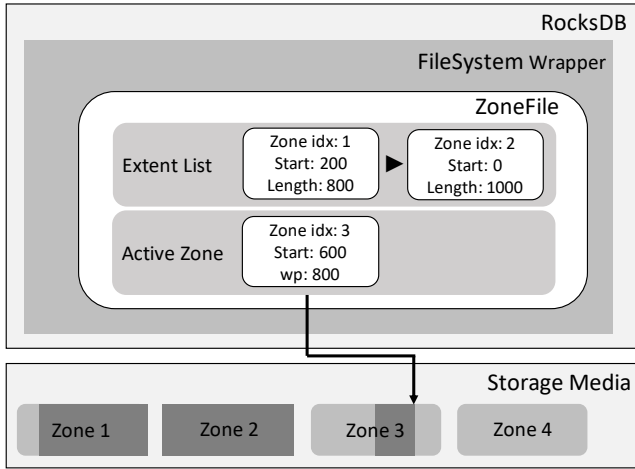 RocksDB
FileSystem Wrapper
ZoneFile
Extent List
Zone idx: 1
Start: 200
Length: 800
Zone idx: 2
Start: 0
Length: 1000
Active Zone
Zone idx: 3
Start: 600
wp: 800
Storage Media
Zone 1
Zone 2
Zone 3
Zone 4